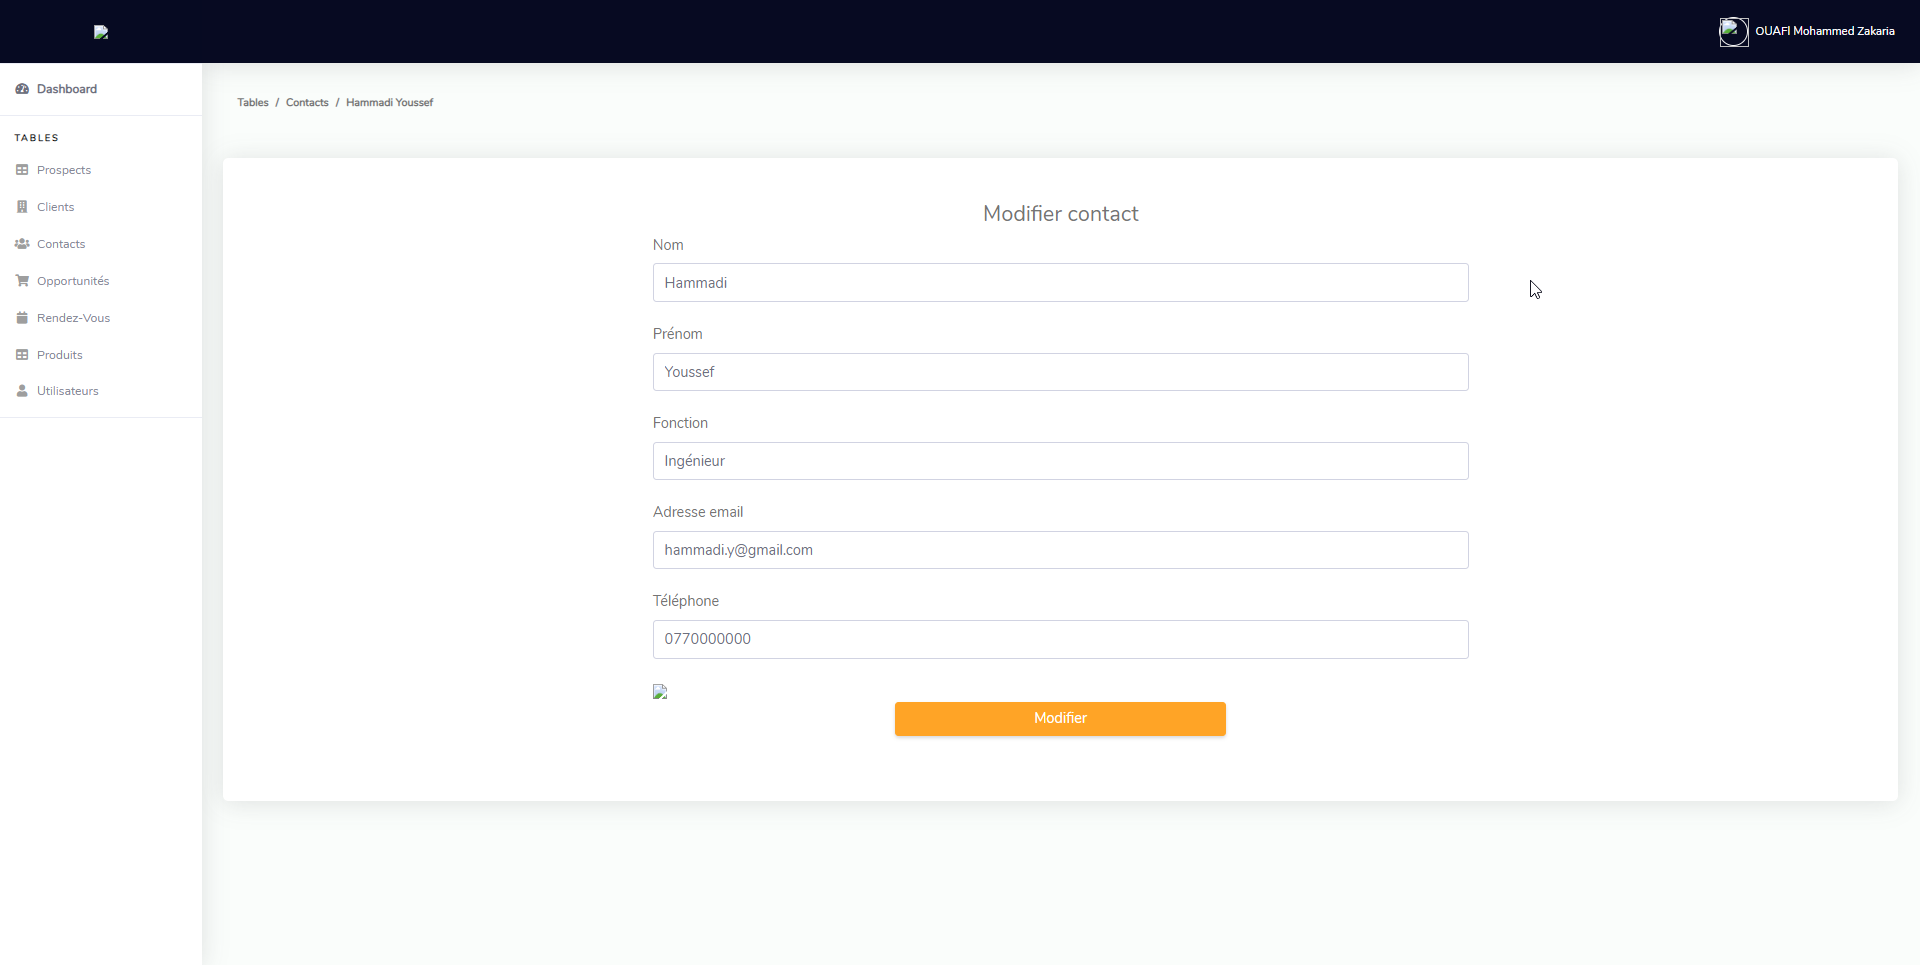 OUAFI Mohammed Zakaria
Dashboard
TABLES
Prospects
Clients
Contacts
Opportunités
Rendez-Vous
Produits
Utilisateurs
Tables / Contacts / Hammadi Youssef
Modifier contact
Nom
Hammadi
Prénom
Youssef
Fonction
Ingénieur
Adresse email
hammadi.y@gmail.com
Téléphone
0770000000
Modifier